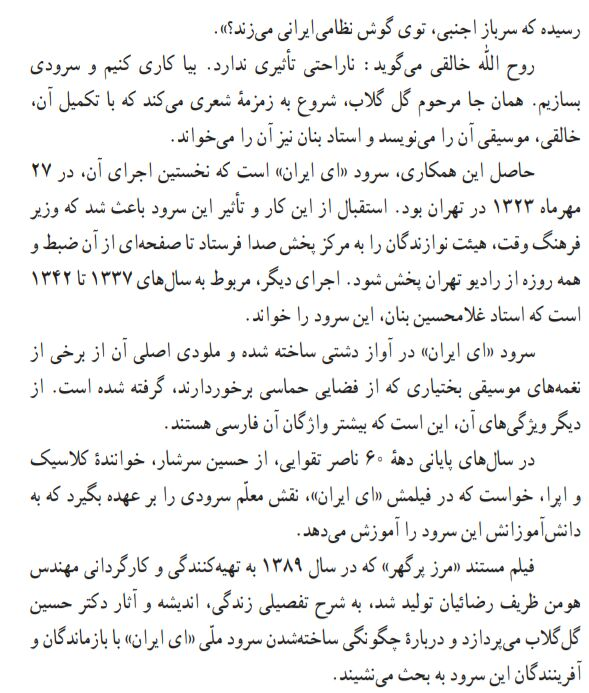 رسیده که سرباز اجنبی، توی گوش نظامی‌ایرانی می‌زند؟».
روح الله خالقی می‌گوید: ناراحتی تأثیری ندارد. بیا کاری کنیم و سرودی
بسازیم. همان جا مرحوم گل گلاب، شروع به زمزمهٔ شعری می‌کند که با تکمیل آن،
خالقی، موسیقی آن را می‌نویسد و استاد بنان نیز آن را می‌خواند.
حاصل این همکاری، سرود «ای ایران» است که نخستین اجرای آن، در ۲۷
مهرماه ۱۳۲۳ در تهران بود. استقبال از این کار و تأثیر این سرود باعث شد که وزیر
فرهنگ وقت، هیئت نوازندگان را به مرکز پخش صدا فرستاد تا صفحه‌ای از آن ضبط و
همه روزه از رادیو تهران پخش شود. اجرای دیگر، مربوط به سال‌های ۱۳۳۷ تا ۱۳۴۲
است که استاد غلامحسین بنان، این سرود را خواند.
سرود «ای ایران» در آواز دشتی ساخته شده و ملودی اصلی آن از برخی از
نغمه‌های موسیقی بختیاری که از فضایی حماسی برخوردارند، گرفته شده است. از
دیگر ویژگی‌های آن، این است که بیشتر واژگان آن فارسی هستند.
در سال‌های پایانی دههٔ ۶۰ ناصر تقوایی، از حسین سرشار، خوانندهٔ کلاسیک
و اپرا، خواست که در فیلمش «ای ایران»، نقش معلّم سرودی را بر عهده بگیرد که به
دانش‌آموزانش این سرود را آموزش می‌دهد.
فیلم مستند «مرز پرگهر» که در سال ۱۳۸۹ به تهیه‌کنندگی و کارگردانی مهندس
هومن ظریف رضائیان تولید شد، به شرح تفصیلی زندگی، اندیشه و آثار دکتر حسین
گل‌گلاب می‌پردازد و دربارهٔ چگونگی ساخته‌شدن سرود ملّی «ای ایران» با بازماندگان و
آفرینندگان این سرود به بحث می‌نشیند.